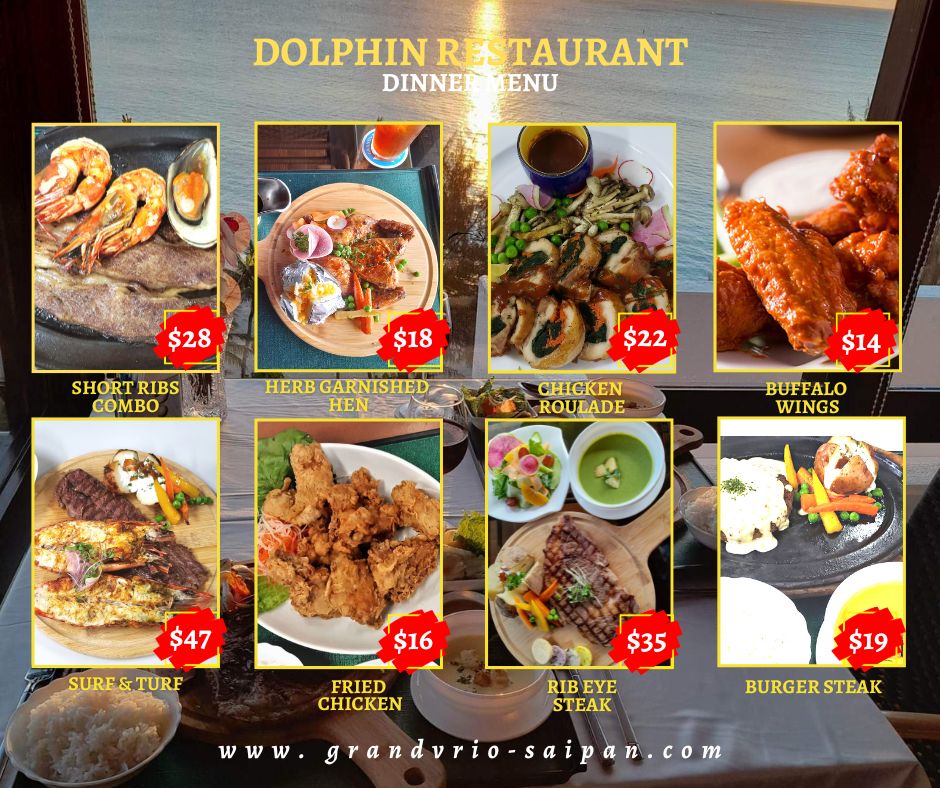 DOLPHIN RESTAURANT
DINNER MENU
$28
$18
$22
$14
SHORT RIBS
COMBO
HERB GARNISHED
HEN
CHICKEN
ROULADE
BUFFALO
WINGS
$47
$16
$35
$19
SURF & TURF
FRIED
CHICKEN
RIB EYE
STEAK
BURGER STEAK
www. grandvrio-saipan.com